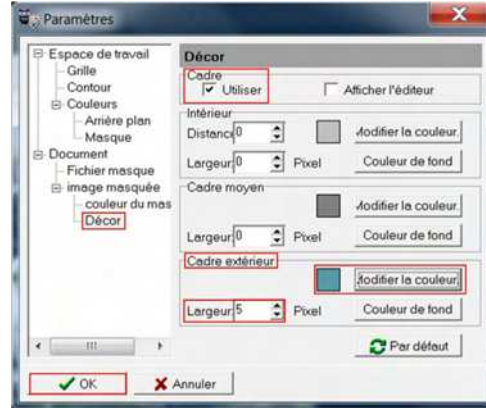 Paramètres
Espace de travail
Grille
Contour
Couleurs
Arrière plan
Masque
Document
Fichier masque
image masquée
couleur du mas
Décor
Décor
Cadre
Utiliser
Afficher l'éditeur
Intérieur
Distance 0
Modifier la couleur.
Largeur 0 Pixel
Couleur de fond
Cadre moyen
Modifier la couleur.
Largeur 0 Pixel
Couleur de fond
Cadre extérieur
Modifier la couleur
Largeur 5 Pixel
Couleur de fond
Par défaut
OK
Annuler